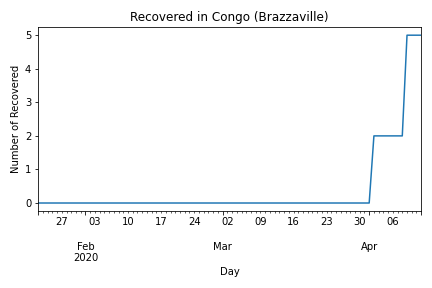 Recovered in Congo (Brazzaville)
Number of Recovered
5
4
3
2
1
0
27 03 10 17 24 02 09 16 23 30 06
Feb Mar Apr
2020
Day